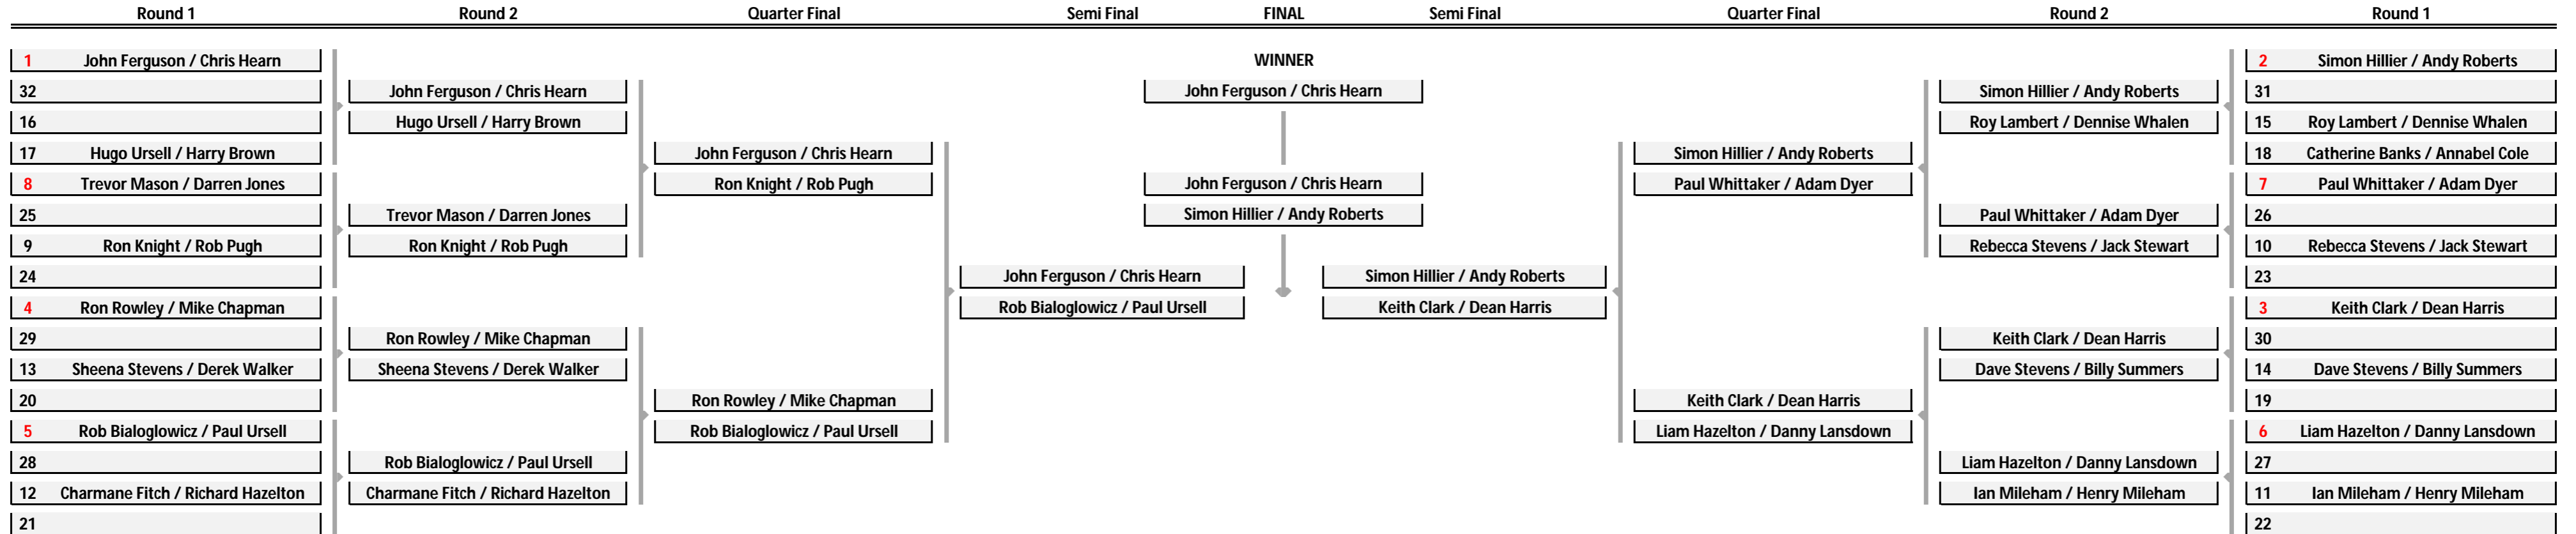 Round 1 Round 2 Quarter Final Semi Final FINAL Semi Final Quarter Final Round 2 Round 1
1 John Ferguson / Chris Hearn WINNER 2 Simon Hillier / Andy Roberts
32 John Ferguson / Chris Hearn John Ferguson / Chris Hearn Simon Hillier / Andy Roberts 31
16 Hugo Ursell / Harry Brown Roy Lambert / Dennise Whalen 15 Roy Lambert / Dennise Whalen
17 Hugo Ursell / Harry Brown John Ferguson / Chris Hearn Simon Hillier / Andy Roberts 18 Catherine Banks / Annabel Cole
8 Trevor Mason / Darren Jones Ron Knight / Rob Pugh John Ferguson / Chris Hearn Paul Whittaker / Adam Dyer 7 Paul Whittaker / Adam Dyer
25 Trevor Mason / Darren Jones Simon Hillier / Andy Roberts Paul Whittaker / Adam Dyer 26
9 Ron Knight / Rob Pugh Ron Knight / Rob Pugh Rebecca Stevens / Jack Stewart 10 Rebecca Stevens / Jack Stewart
24 John Ferguson / Chris Hearn Simon Hillier / Andy Roberts 23
4 Ron Rowley / Mike Chapman Rob Bialoglowicz / Paul Ursell Keith Clark / Dean Harris 3 Keith Clark / Dean Harris
29 Ron Rowley / Mike Chapman Keith Clark / Dean Harris 30
13 Sheena Stevens / Derek Walker Sheena Stevens / Derek Walker Dave Stevens / Billy Summers 14 Dave Stevens / Billy Summers
20 Ron Rowley / Mike Chapman Keith Clark / Dean Harris 19
5 Rob Bialoglowicz / Paul Ursell Rob Bialoglowicz / Paul Ursell Liam Hazelton / Danny Lansdown 6 Liam Hazelton / Danny Lansdown
28 Rob Bialoglowicz / Paul Ursell Liam Hazelton / Danny Lansdown 27
12 Charmane Fitch / Richard Hazelton Charmane Fitch / Richard Hazelton Ian Mileham / Henry Mileham 11 Ian Mileham / Henry Mileham
21 22